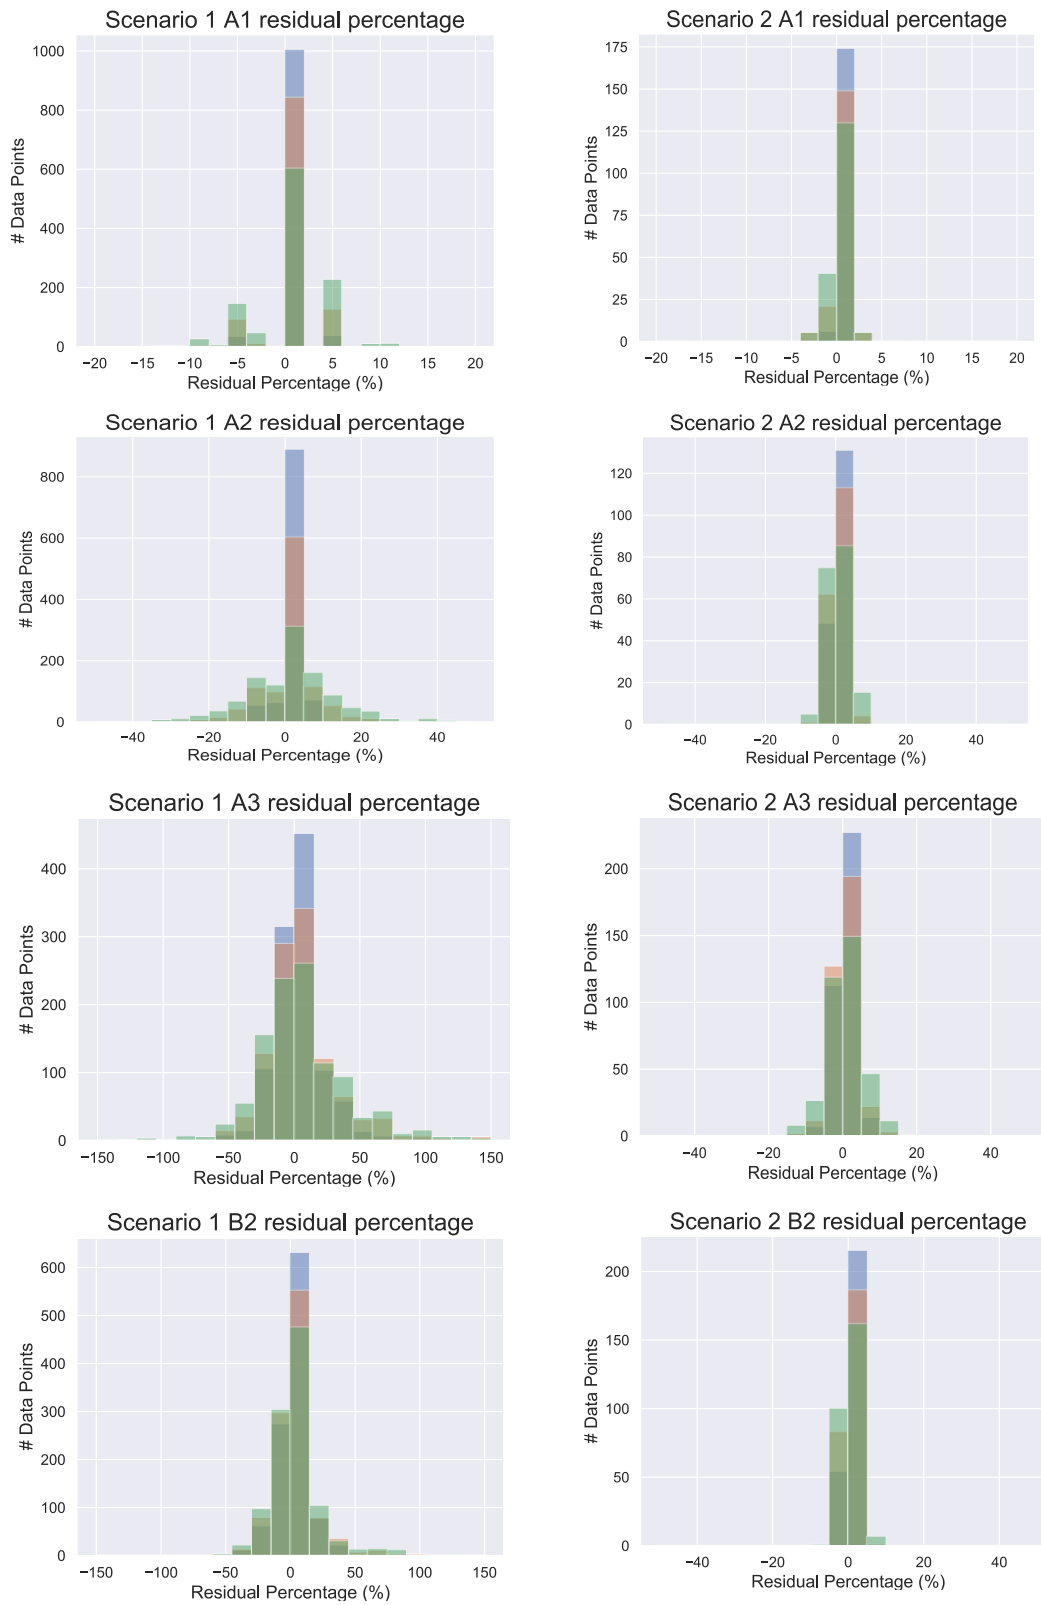 Scenario 1 A1 residual percentage
# Data Points
1000
800
600
400
200
0
−20 −15 −10 −5 0 5 10 15 20
Residual Percentage (%)
Scenario 2 A1 residual percentage
# Data Points
175
150
125
100
75
50
25
0
−20 −15 −10 −5 0 5 10 15 20
Residual Percentage (%)
Scenario 1 A2 residual percentage
# Data Points
800
600
400
200
0
−40 −20 0 20 40
Residual Percentage (%)
Scenario 2 A2 residual percentage
# Data Points
120
100
80
60
40
20
0
−40 −20 0 20 40
Residual Percentage (%)
Scenario 1 A3 residual percentage
# Data Points
400
300
200
100
0
−150 −100 −50 0 50 100 150
Residual Percentage (%)
Scenario 2 A3 residual percentage
# Data Points
200
150
100
50
0
−40 −20 0 20 40
Residual Percentage (%)
Scenario 1 B2 residual percentage
# Data Points
600
500
400
300
200
100
0
−150 −100 −50 0 50 100 150
Residual Percentage (%)
Scenario 2 B2 residual percentage
# Data Points
200
150
100
50
0
−40 −20 0 20 40
Residual Percentage (%)